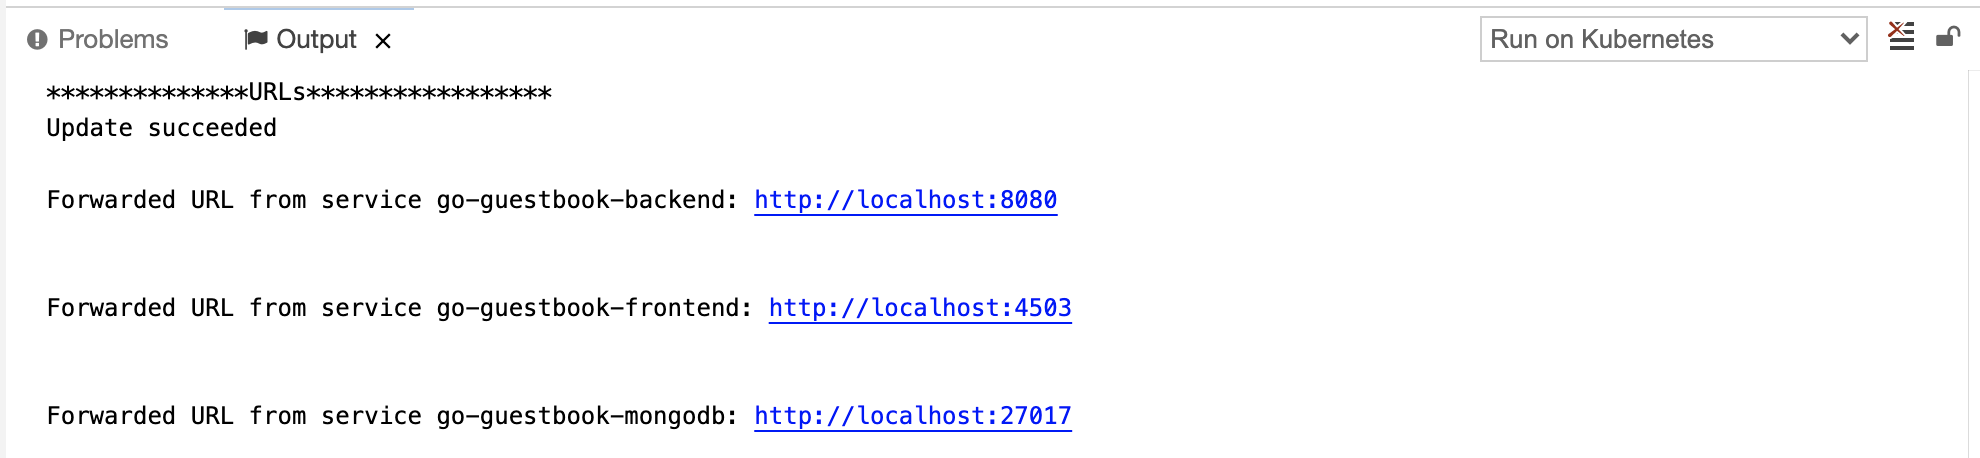 Problems
Output
Run on Kubernetes
**************URLs*****************
Update succeeded
Forwarded URL from service go-guestbook-backend: http://localhost:8080
Forwarded URL from service go-guestbook-frontend: http://localhost:4503
Forwarded URL from service go-guestbook-mongodb: http://localhost:27017